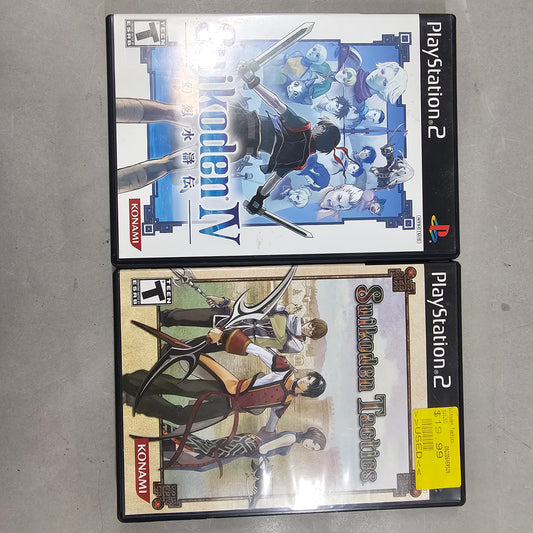 PlayStation®2
Suikoden IV
幻想水滸伝
TEEN
T
ESRB
KONAMI
PlayStation®2
Suikoden Tactics
TEEN
T
ESRB
KONAMI
$19.99
>USED<